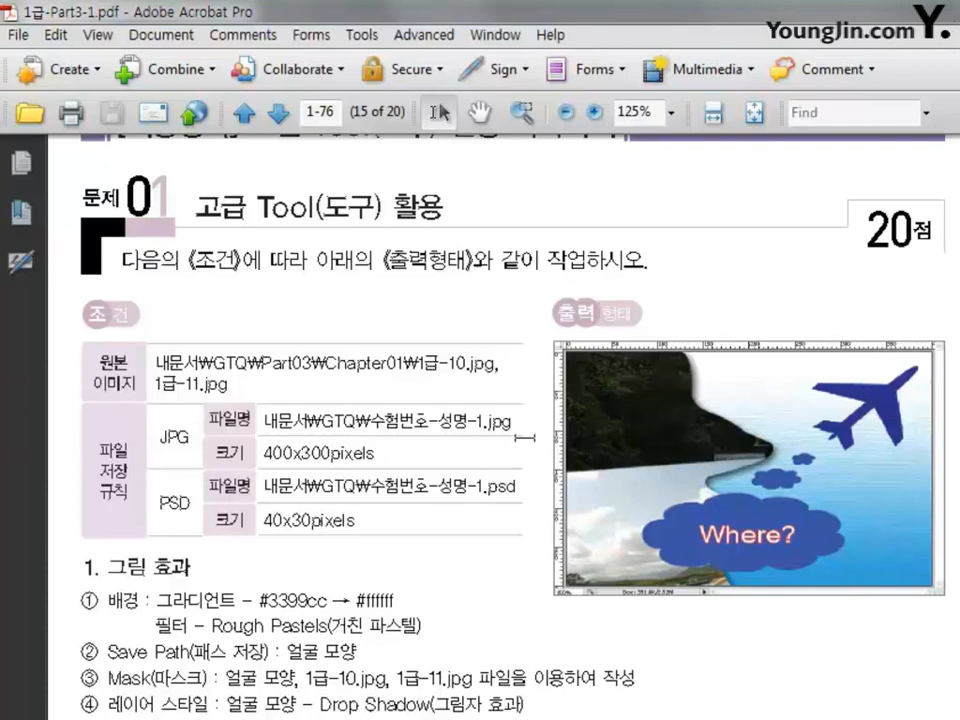 1급-Part3-1.pdf - Adobe Acrobat Pro
File Edit View Document Comments Forms Tools Advanced Window Help
YoungJin.com Y.
Create Combine Collaborate Secure Sign Forms Multimedia Comment
1-76 (15 of 20) 125% Find
문제 01 고급 Tool(도구) 활용
20점
다음의 《조건》에 따라 아래의 《출력형태》와 같이 작업하시오.
조건
출력형태
원본 이미지 내문서₩GTQ₩Part03₩Chapter01₩1급-10.jpg,
1급-11.jpg
파일 저장 규칙
JPG 파일명 내문서₩GTQ₩수험번호-성명-1.jpg
크기 400x300pixels
PSD 파일명 내문서₩GTQ₩수험번호-성명-1.psd
크기 40x30pixels
Where?
1. 그림 효과
① 배경 : 그라디언트 - #3399cc → #ffffff
필터 - Rough Pastels(거친 파스텔)
② Save Path(패스 저장) : 얼굴 모양
③ Mask(마스크) : 얼굴 모양, 1급-10.jpg, 1급-11.jpg 파일을 이용하여 작성
④ 레이어 스타일 : 얼굴 모양 - Drop Shadow(그림자 효과)